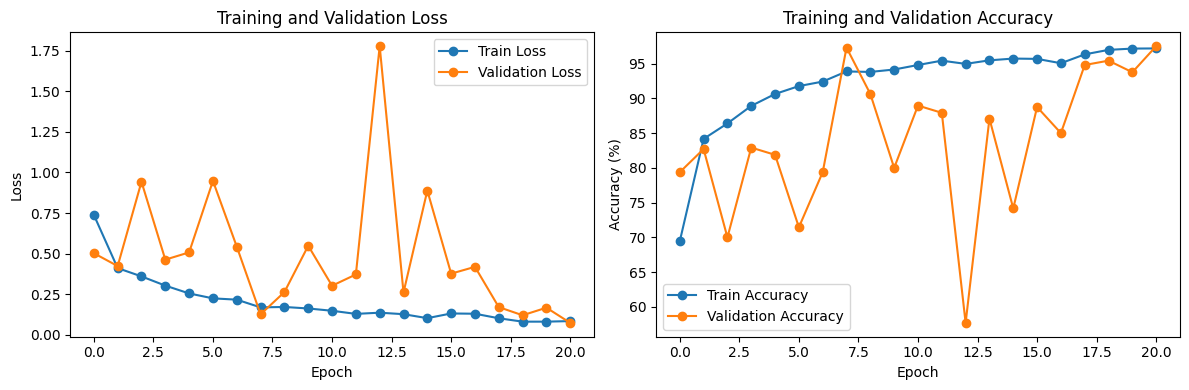 Training and Validation Loss
Train Loss
Validation Loss
1.75
1.50
1.25
1.00
0.75
0.50
0.25
0.00
Loss
0.0 2.5 5.0 7.5 10.0 12.5 15.0 17.5 20.0
Epoch
Training and Validation Accuracy
95
90
85
80
75
70
65
60
Accuracy (%)
Train Accuracy
Validation Accuracy
0.0 2.5 5.0 7.5 10.0 12.5 15.0 17.5 20.0
Epoch